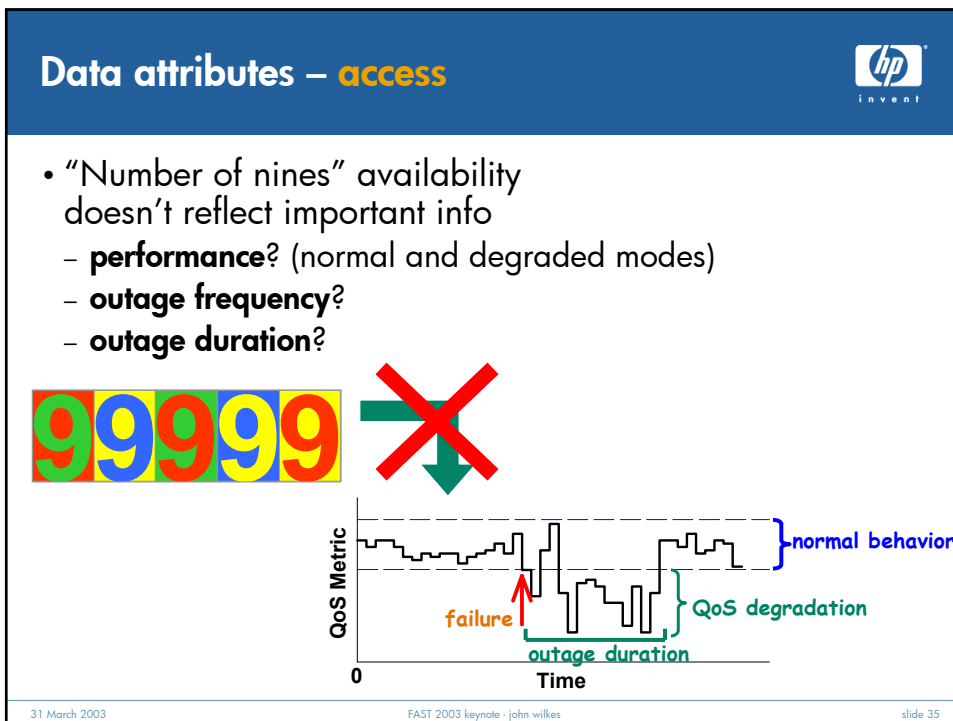 Data attributes – access
hp
invent
• “Number of nines” availability
doesn’t reflect important info
– performance? (normal and degraded modes)
– outage frequency?
– outage duration?
99999
QoS Metric
normal behavior
QoS degradation
failure
outage duration
0
Time
31 March 2003
FAST 2003 keynote - john wilkes
slide 35